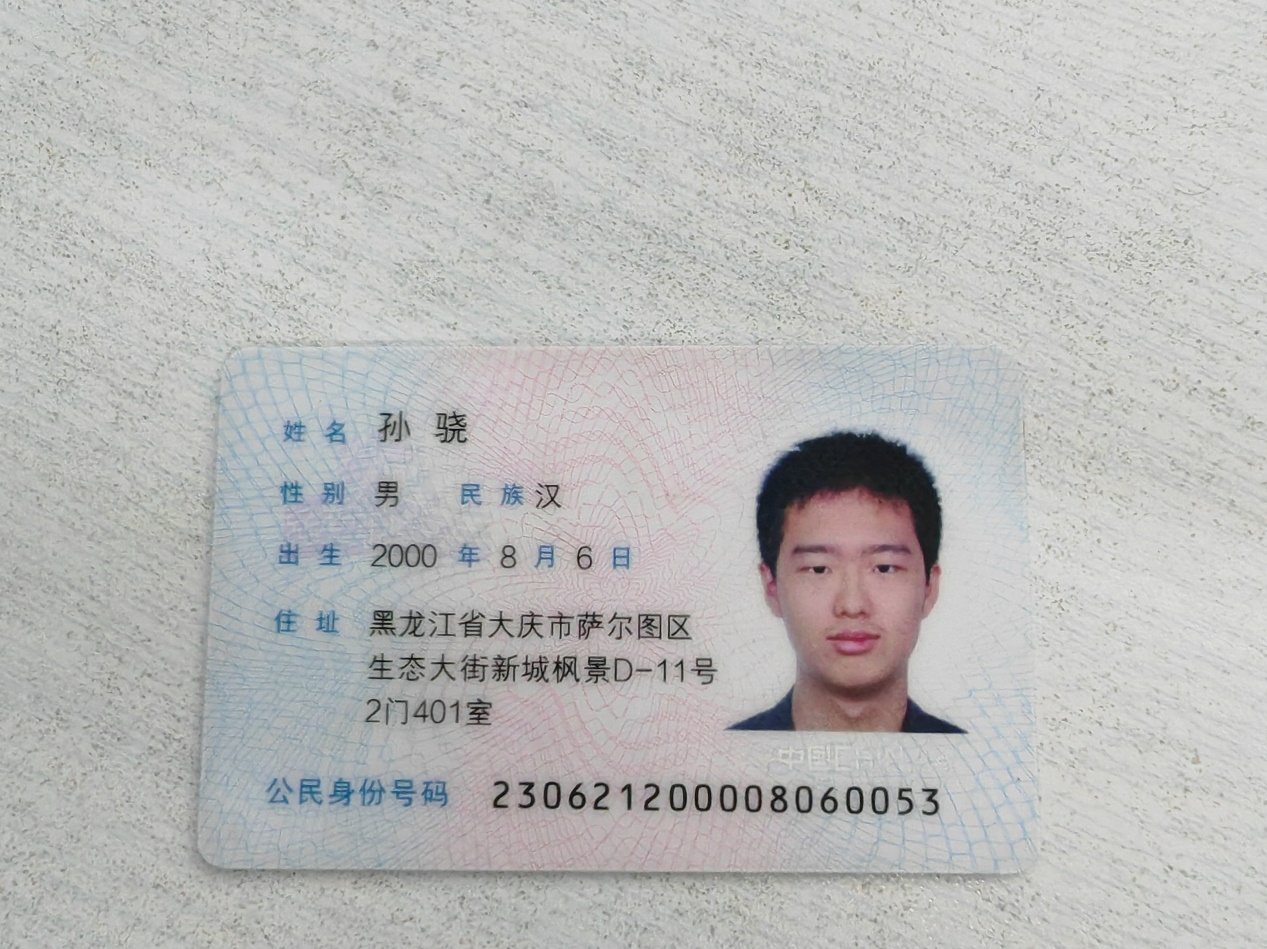 姓名 孙骁
性别 男 民族 汉
出生 2000 年 8 月 6 日
住址 黑龙江省大庆市萨尔图区
生态大街新城枫景D-11号
2门401室
公民身份号码 230621200008060053